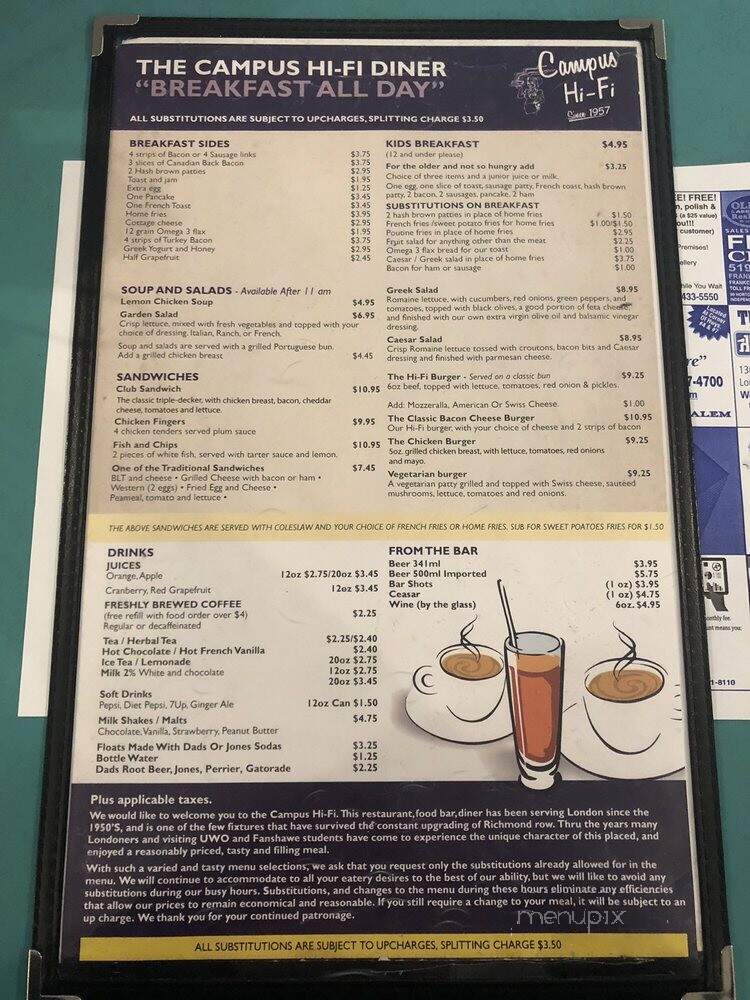 THE CAMPUS HI-FI DINER
"BREAKFAST ALL DAY"
Campus
Hi-Fi
Since 1957
ALL SUBSTITUTIONS ARE SUBJECT TO UPCHARGES, SPLITTING CHARGE $3.50
BREAKFAST SIDES
4 strips of Bacon or 4 Sausage links $3.75
3 slices of Canadian Back Bacon $3.75
2 Hash brown patties $2.95
Toast and jam $1.95
Extra egg $1.25
One Pancake $3.45
One French Toast $3.45
Home fries $3.95
Cottage cheese $2.95
12 grain Omega 3 flax $1.95
4 strips of Turkey Bacon $3.75
Greek Yogurt and Honey $2.95
Half Grapefruit $2.45
KIDS BREAKFAST $4.95
(12 and under please)
For the older and not so hungry add $3.25
Choice of three items and a junior juice or milk.
One egg, one slice of toast, sausage patty, French toast, hash brown
patty, 2 bacon, 2 sausages, pancake, 2 ham
SUBSTITUTIONS ON BREAKFAST
2 hash brown patties in place of home fries $1.50
French fries /sweet potato fries for home fries $1.00/$1.50
Poutine fries in place of home fries $2.95
Fruit salad for anything other than the meat $2.25
Omega 3 flax bread for our toast $1.00
Caesar / Greek salad in place of home fries $3.75
Bacon for ham or sausage $1.00
SOUP AND SALADS - Available After 11 am
Lemon Chicken Soup $4.95
Garden Salad $6.95
Crisp lettuce, mixed with fresh vegetables and topped with your
choice of dressing. Italian, Ranch, or French.
Soup and salads are served with a grilled Portuguese bun.
Add a grilled chicken breast $4.45
Greek Salad $8.95
Romaine lettuce, with cucumbers, red onions, green peppers, and
tomatoes, topped with black olives, a good portion of feta cheese,
and finished with our own extra virgin olive oil and balsamic vinegar
dressing.
Caesar Salad $8.95
Crisp Romaine lettuce tossed with croutons, bacon bits and Caesar
dressing and finished with parmesan cheese.
SANDWICHES
Club Sandwich $10.95
The classic triple-decker, with chicken breast, bacon, cheddar
cheese, tomatoes and lettuce.
Chicken Fingers $9.95
4 chicken tenders served plum sauce
Fish and Chips $10.95
2 pieces of white fish, served with tarter sauce and lemon.
One of the Traditional Sandwiches $7.45
BLT and cheese • Grilled Cheese with bacon or ham •
Western (2 eggs) • Fried Egg and Cheese •
Peameal, tomato and lettuce •
The Hi-Fi Burger - Served on a classic bun $9.25
6oz beef, topped with lettuce, tomatoes, red onion & pickles.
Add: Mozzeralla, American Or Swiss Cheese $1.00
The Classic Bacon Cheese Burger $10.95
Our Hi-Fi burger, with your choice of cheese and 2 strips of bacon
The Chicken Burger $9.25
5oz. grilled chicken breast, with lettuce, tomatoes, red onions
and mayo.
Vegetarian burger $9.25
A vegetarian patty grilled and topped with Swiss cheese, sautéed
mushrooms, lettuce, tomatoes and red onions.
THE ABOVE SANDWICHES ARE SERVED WITH COLESLAW AND YOUR CHOICE OF FRENCH FRIES OR HOME FRIES. SUB FOR SWEET POATOES FRIES FOR $1.50
DRINKS
JUICES
Orange, Apple 12oz $2.75/20oz $3.45
Cranberry, Red Grapefruit 12oz $3.45
FRESHLY BREWED COFFEE
(free refill with food order over $4) $2.25
Regular or decaffeinated
Tea / Herbal Tea $2.25/$2.40
Hot Chocolate / Hot French Vanilla $2.40
Ice Tea / Lemonade 20oz $2.75
Milk 2% White and chocolate 12oz $2.75
20oz $3.45
Soft Drinks
Pepsi, Diet Pepsi, 7Up, Ginger Ale 12oz Can $1.50
Milk Shakes / Malts $4.75
Chocolate, Vanilla, Strawberry, Peanut Butter
Floats Made With Dads Or Jones Sodas $3.25
Bottle Water $1.25
Dads Root Beer, Jones, Perrier, Gatorade $2.25
FROM THE BAR
Beer 341ml $3.95
Beer 500ml Imported $5.75
Bar Shots (1 oz) $3.95
Ceasar (1 oz) $4.75
Wine (by the glass) 6oz. $4.95
Plus applicable taxes.
We would like to welcome you to the Campus Hi-Fi. This restaurant, food bar, diner has been serving London since the
1950'S, and is one of the few fixtures that have survived the constant upgrading of Richmond row. Thru the years many
Londoners and visiting UWO and Fanshawe students have come to experience the unique character of this placed, and
enjoyed a reasonably priced, tasty and filling meal.
With such a varied and tasty menu selections, we ask that you request only the substitutions already allowed for in the
menu. We will continue to accommodate to all your eatery desires to the best of our ability, but we will like to avoid any
substitutions during our busy hours. Substitutions, and changes to the menu during these hours eliminate any efficiencies
that allow our prices to remain economical and reasonable. If you still require a change to your meal, it will be subject to an
up charge. We thank you for your continued patronage.
menupix
ALL SUBSTITUTIONS ARE SUBJECT TO UPCHARGES, SPLITTING CHARGE $3.50
433-5550
7-4700
ALEM
1-8110